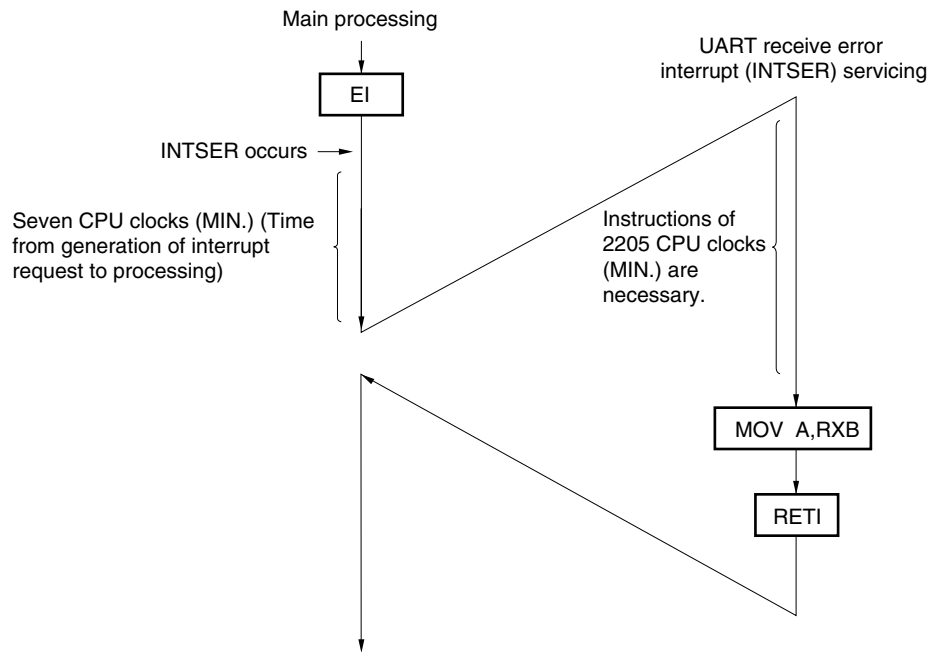 Main processing
EI
INTSER occurs
Seven CPU clocks (MIN.) (Time
from generation of interrupt
request to processing)
UART receive error
interrupt (INTSER) servicing
Instructions of
2205 CPU clocks
(MIN.) are
necessary.
MOV A,RXB
RETI